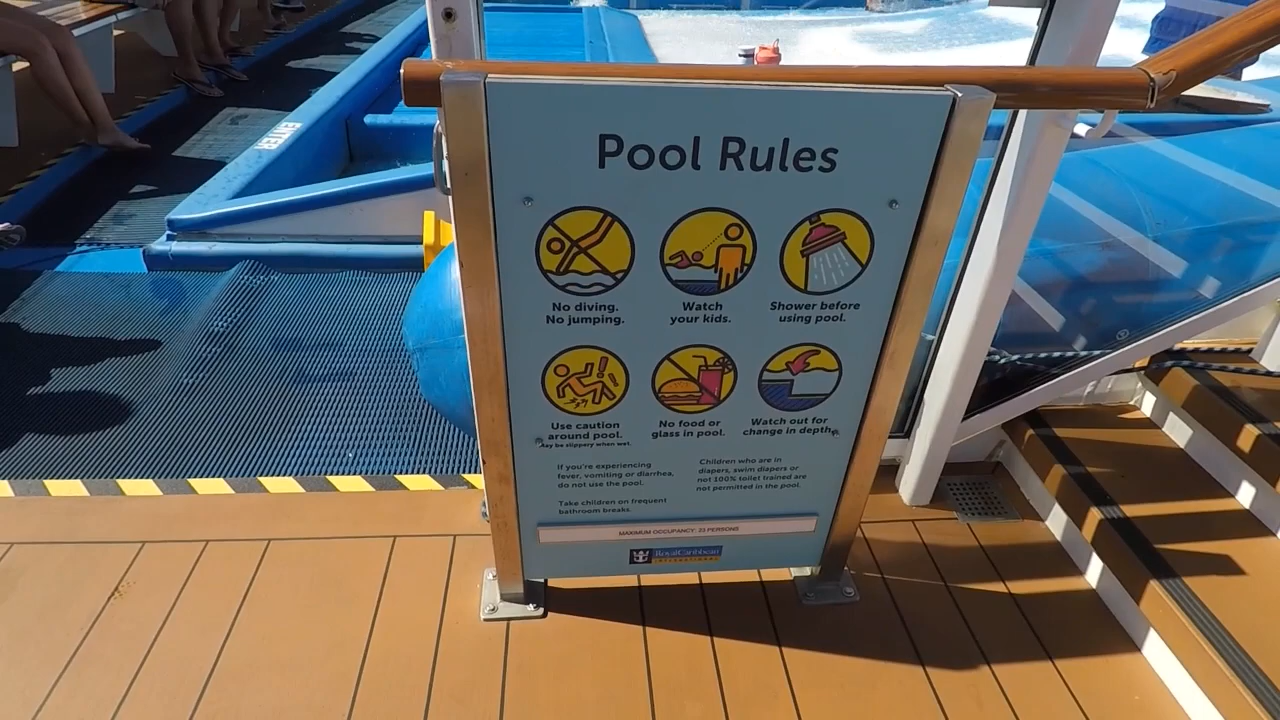 ENTER
Pool Rules
No diving.
No jumping.
Watch
your kids.
Shower before
using pool.
Use caution
around pool.
May be slippery when wet.
No food or
glass in pool.
Watch out for
change in depth.
If you're experiencing
fever, vomiting or diarrhea,
do not use the pool.
Take children on frequent
bathroom breaks.
Children who are in
diapers, swim diapers or
not 100% toilet trained are
not permitted in the pool.
MAXIMUM OCCUPANCY: 23 PERSONS
RoyalCaribbean
INTERNATIONAL